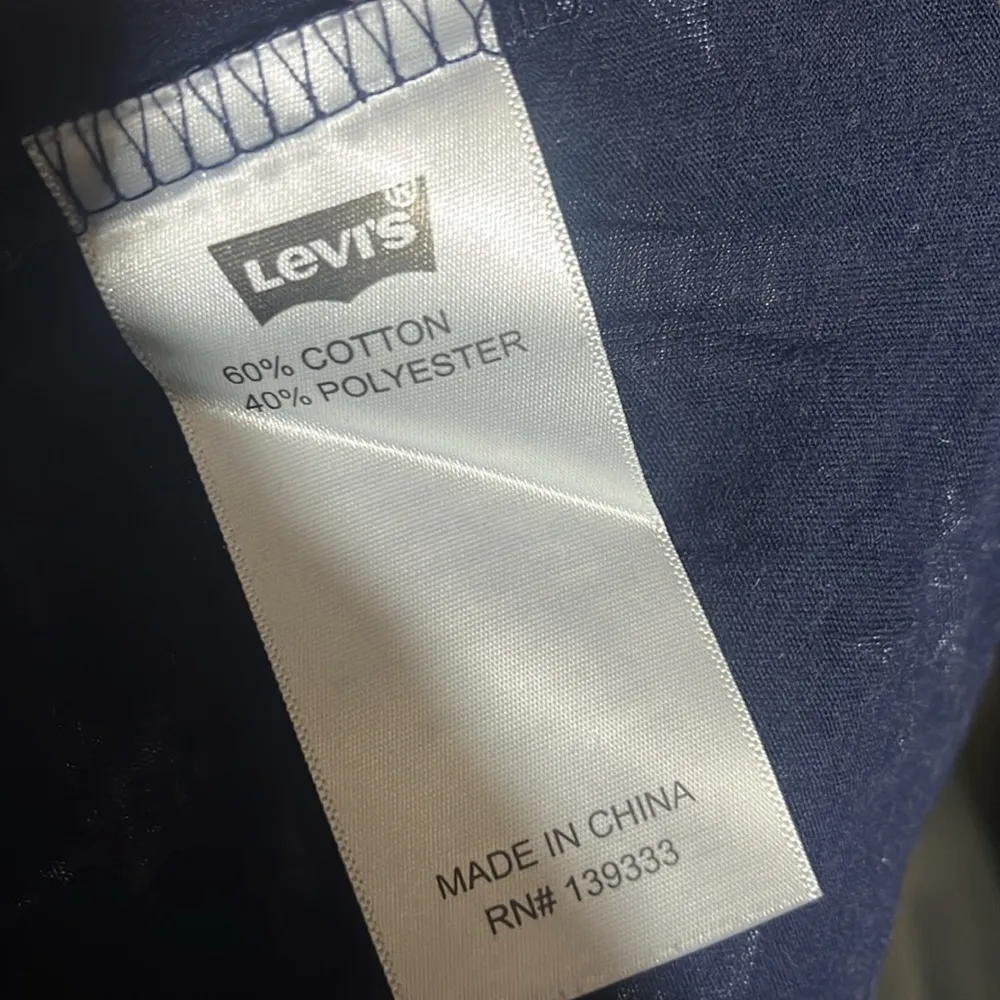 Levi's®
60% COTTON
40% POLYESTER
MADE IN CHINA
RN# 139333